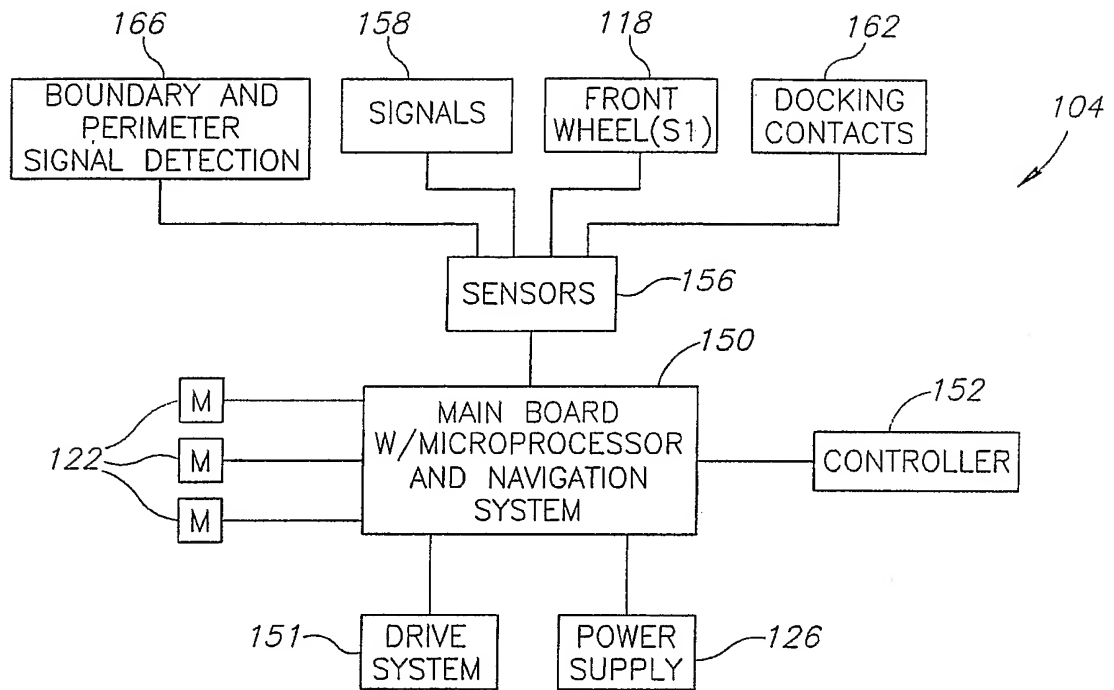 166
158
118
162
BOUNDARY AND
PERIMETER
SIGNAL DETECTION
SIGNALS
FRONT
WHEEL(S1)
DOCKING
CONTACTS
104
SENSORS
156
150
MAIN BOARD
W/MICROPROCESSOR
AND NAVIGATION
SYSTEM
M
M
M
122
152
CONTROLLER
151
DRIVE
SYSTEM
POWER
SUPPLY
126